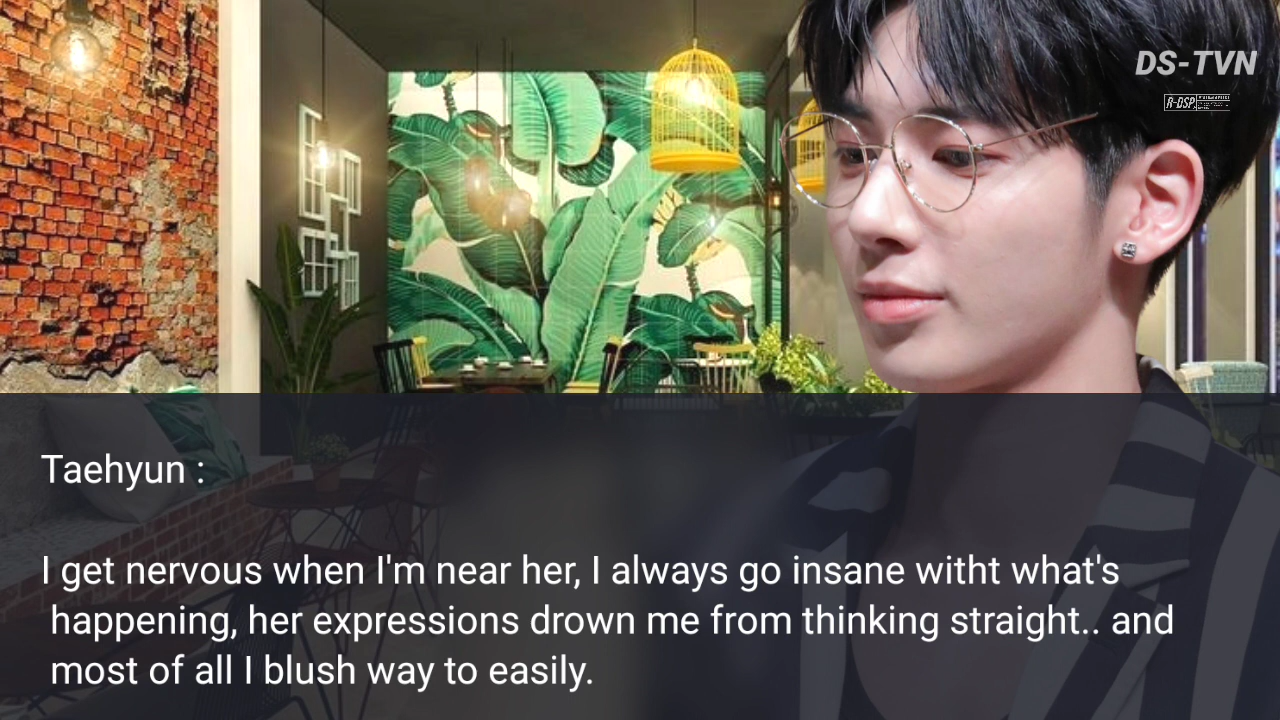 DS-TVN
R-DSP
Taehyun :
I get nervous when I'm near her, I always go insane witht what's
happening, her expressions drown me from thinking straight.. and
most of all I blush way to easily.